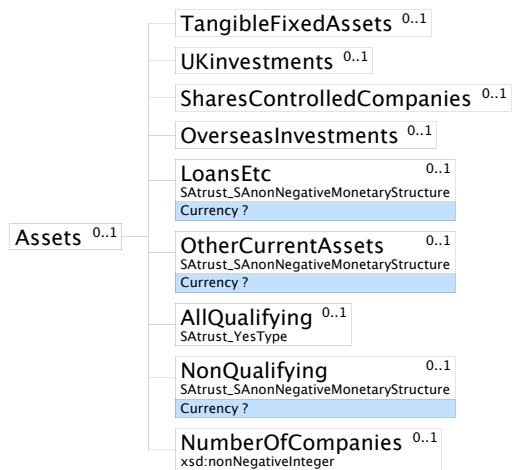 TangibleFixedAssets 0..1
UKinvestments 0..1
SharesControlledCompanies 0..1
OverseasInvestments 0..1
LoansEtc 0..1
SAtrust_SAnonNegativeMonetaryStructure
Currency ?
Assets 0..1
OtherCurrentAssets 0..1
SAtrust_SAnonNegativeMonetaryStructure
Currency ?
AllQualifying 0..1
SAtrust_YesType
NonQualifying 0..1
SAtrust_SAnonNegativeMonetaryStructure
Currency ?
NumberOfCompanies 0..1
xsd:nonNegativeInteger